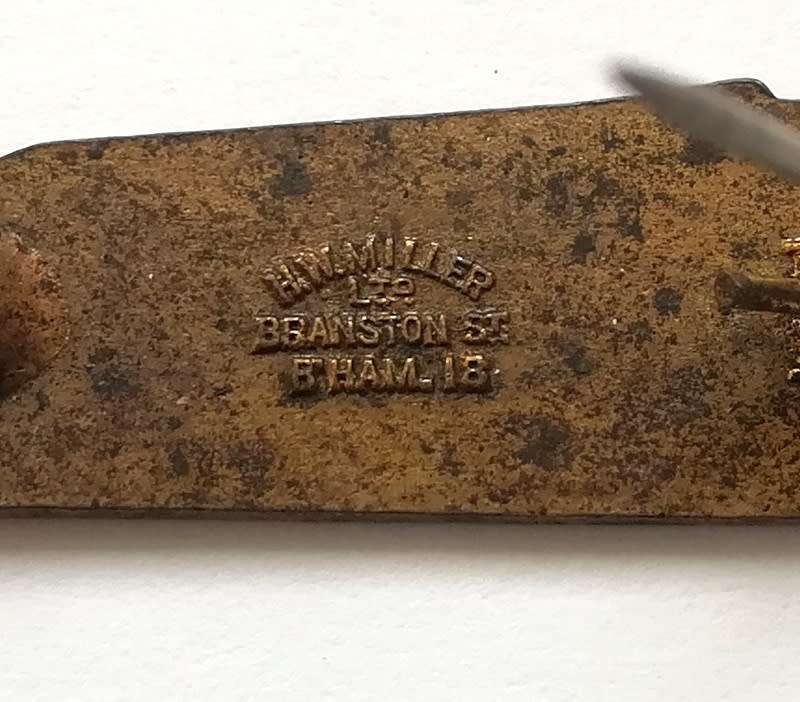 H.W. MILLER
LTD.
BRANSTON ST.
B'HAM. 18